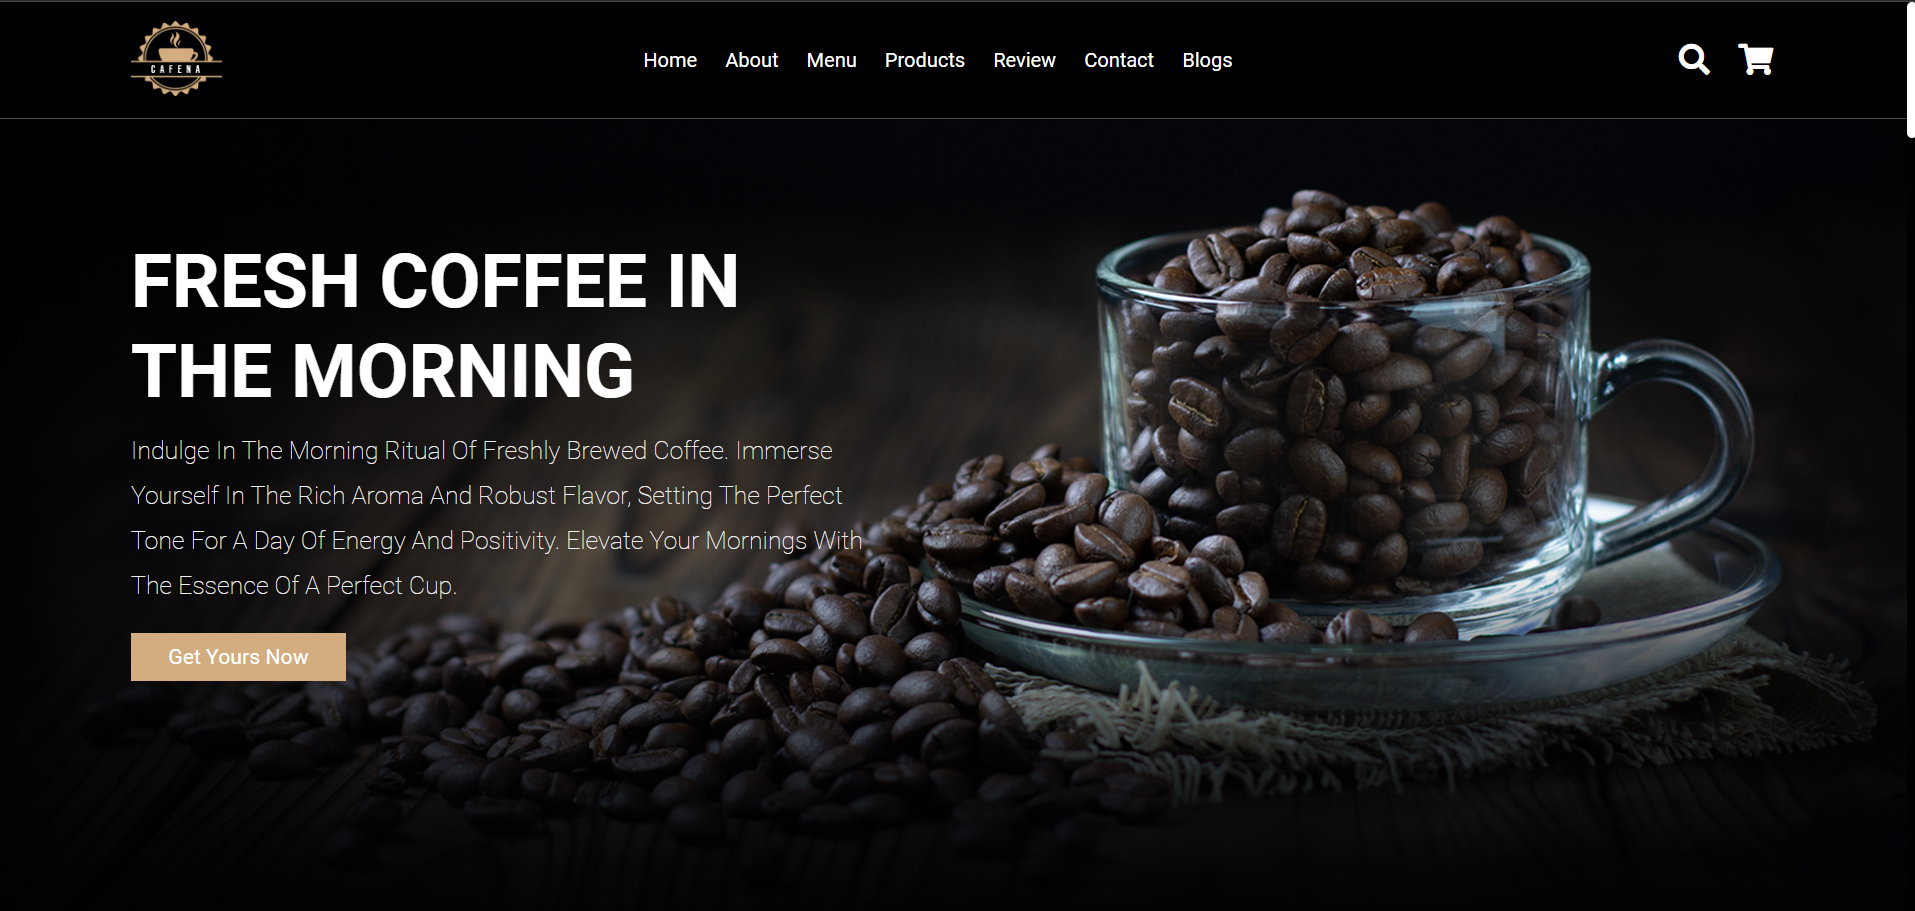 CAFENA
Home About Menu Products Review Contact Blogs
FRESH COFFEE IN
THE MORNING
Indulge In The Morning Ritual Of Freshly Brewed Coffee. Immerse
Yourself In The Rich Aroma And Robust Flavor, Setting The Perfect
Tone For A Day Of Energy And Positivity. Elevate Your Mornings With
The Essence Of A Perfect Cup.
Get Yours Now